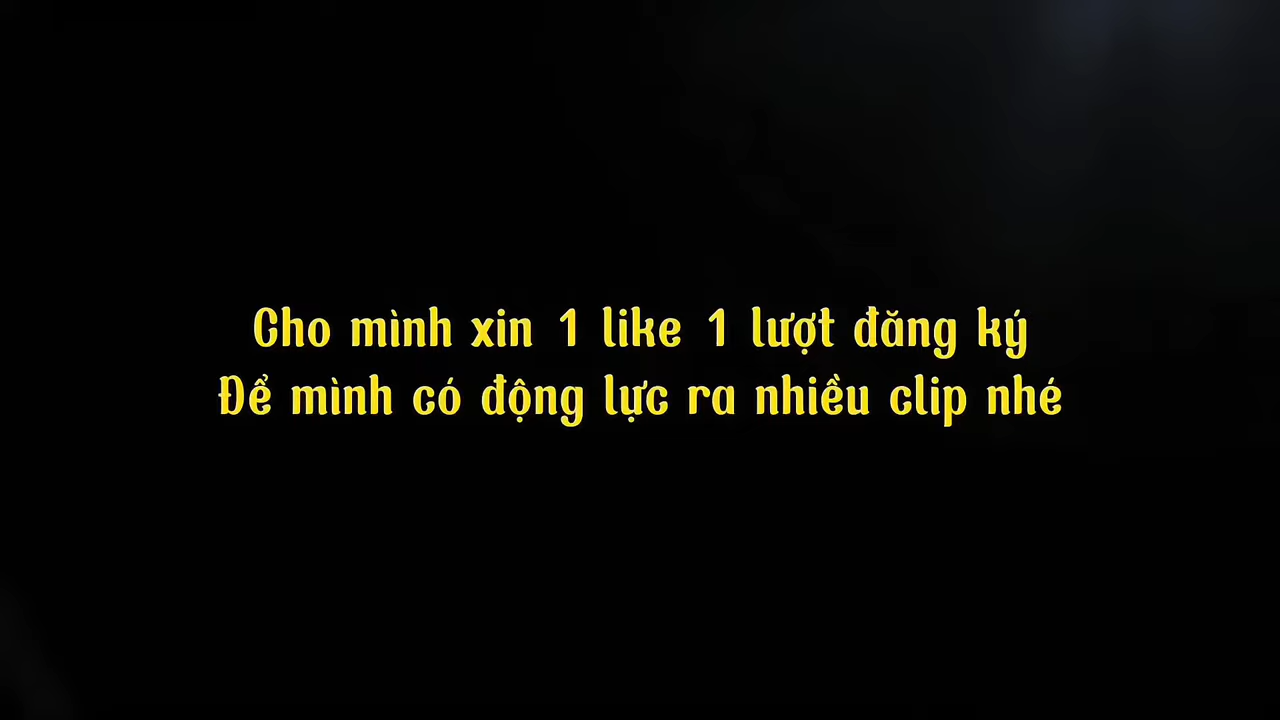 Cho mình xin 1 like 1 lượt đăng ký
Để mình có động lực ra nhiều clip nhé